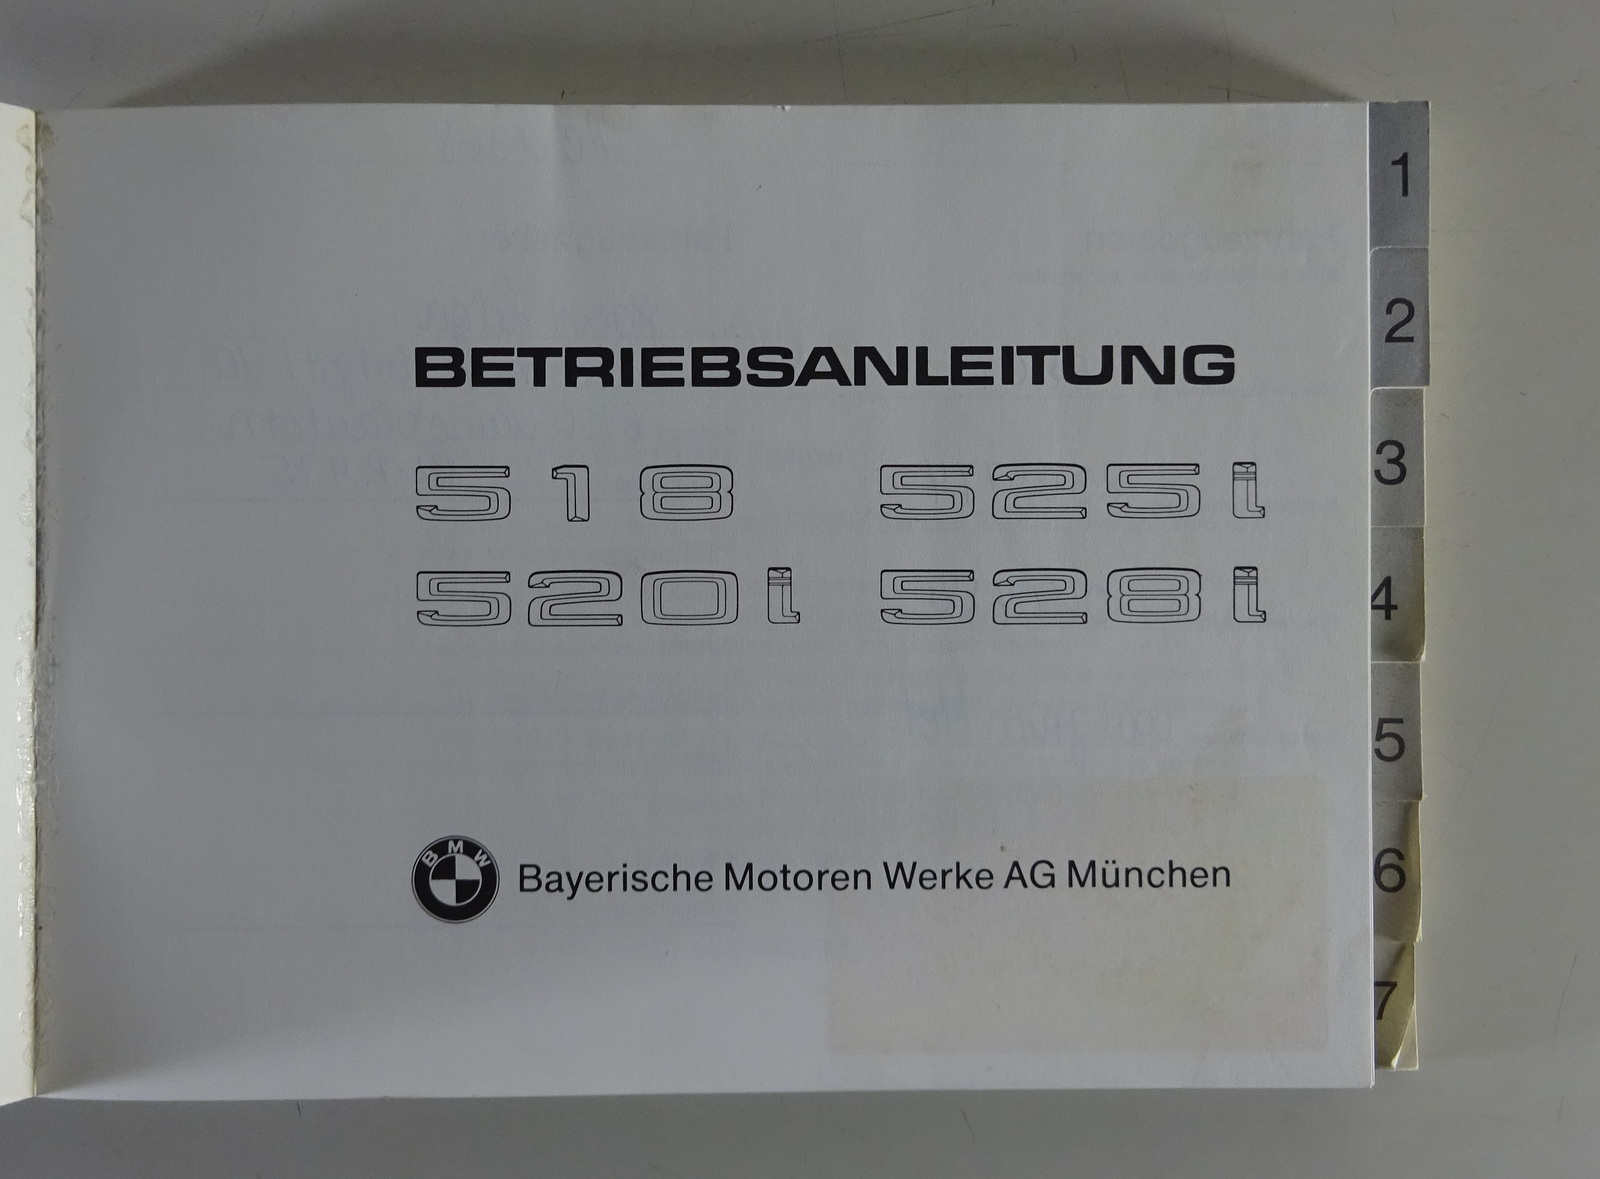 BETRIEBSANLEITUNG
518 525i
520i 528i
BMW Bayerische Motoren Werke AG München
1
2
3
4
5
6
7